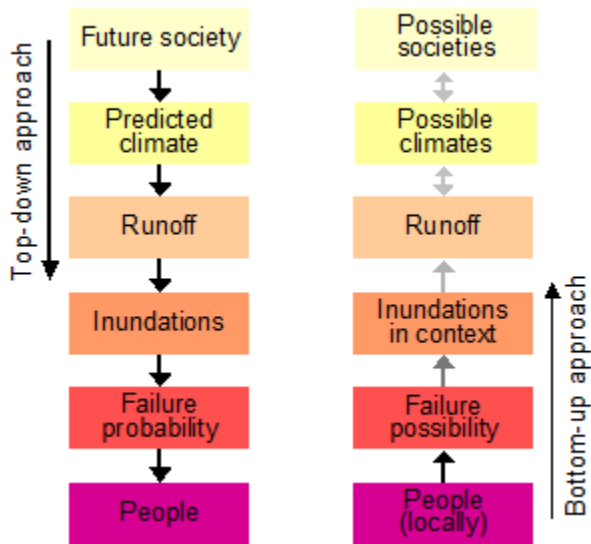 Top-down approach
Future society
Predicted
climate
Runoff
Inundations
Failure
probability
People
Possible
societies
Possible
climates
Runoff
Inundations
in context
Failure
possibility
People
(locally)
Bottom-up approach